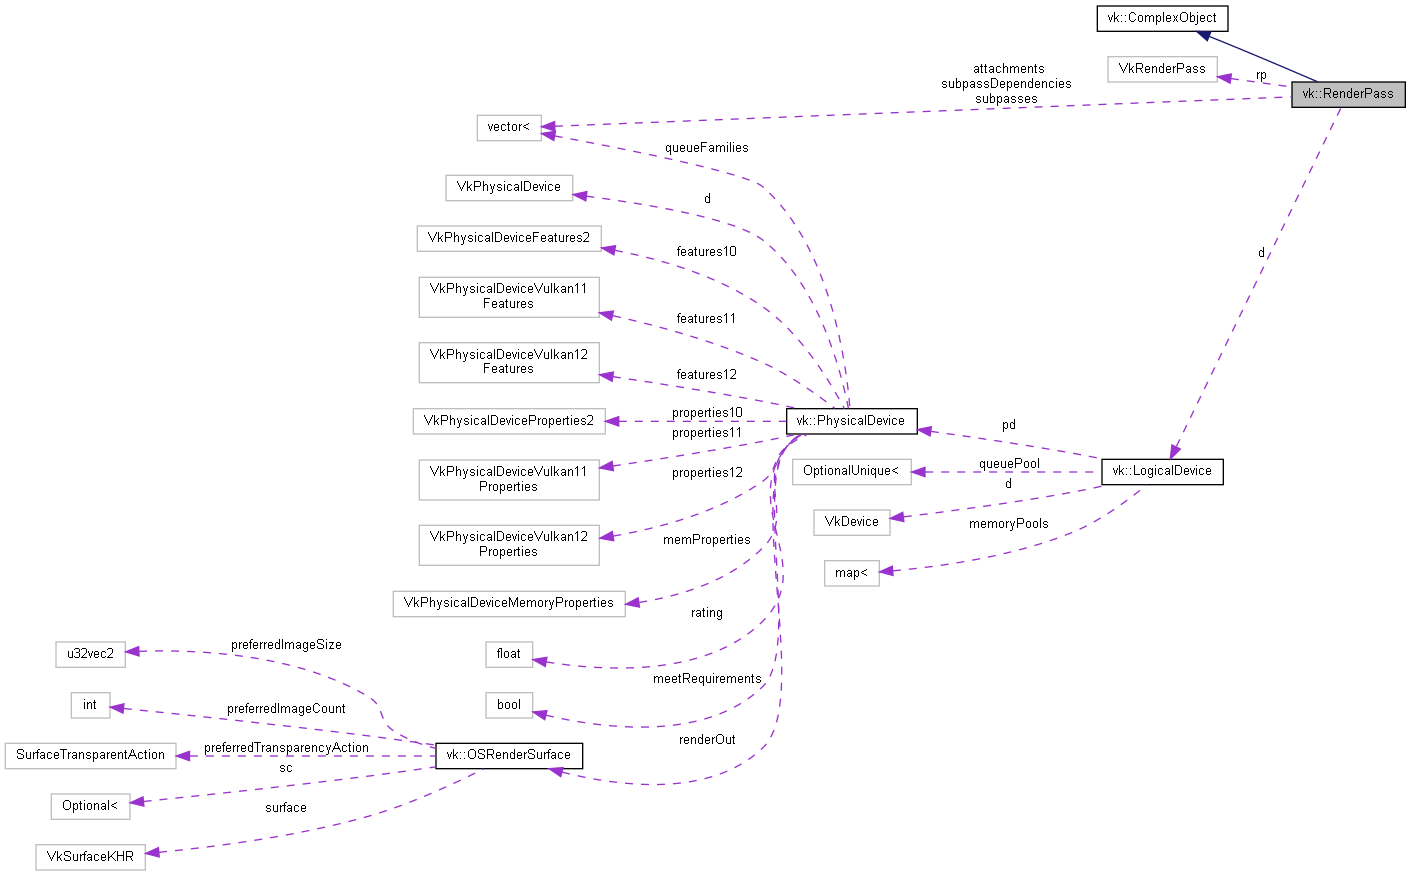 vk::ComplexObject
VkRenderPass
rp
vk::RenderPass
attachments
subpassDependencies
subpasses
vector<
queueFamilies
VkPhysicalDevice
d
VkPhysicalDeviceFeatures2
features10
d
VkPhysicalDeviceVulkan11
Features
features11
VkPhysicalDeviceVulkan12
Features
features12
VkPhysicalDeviceProperties2
properties10
vk::PhysicalDevice
properties11
pd
VkPhysicalDeviceVulkan11
Properties
properties12
OptionalUnique<
queuePool
vk::LogicalDevice
d
VkDevice
memoryPools
VkPhysicalDeviceVulkan12
Properties
memProperties
map<
VkPhysicalDeviceMemoryProperties
rating
preferredImageSize
u32vec2
float
meetRequirements
int
preferredImageCount
bool
renderOut
SurfaceTransparentAction
preferredTransparencyAction
vk::OSRenderSurface
sc
Optional<
surface
VkSurfaceKHR